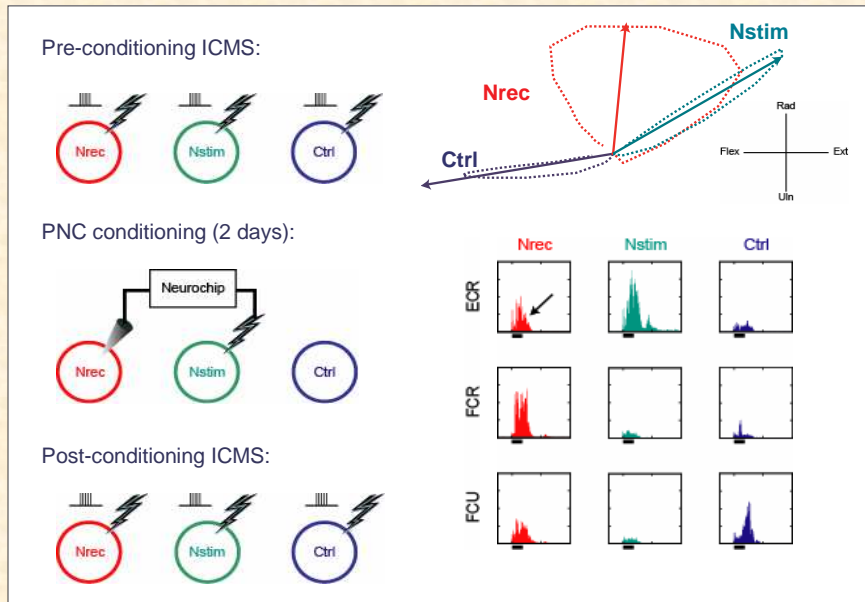 Pre-conditioning ICMS:
Nrec Nstim Ctrl
PNC conditioning (2 days):
Neurochip
Nrec Nstim Ctrl
Post-conditioning ICMS:
Nrec Nstim Ctrl
Nstim
Nrec
Ctrl
Rad
Flex Ext
Uln
Nrec Nstim Ctrl
ECR
FCR
FCU